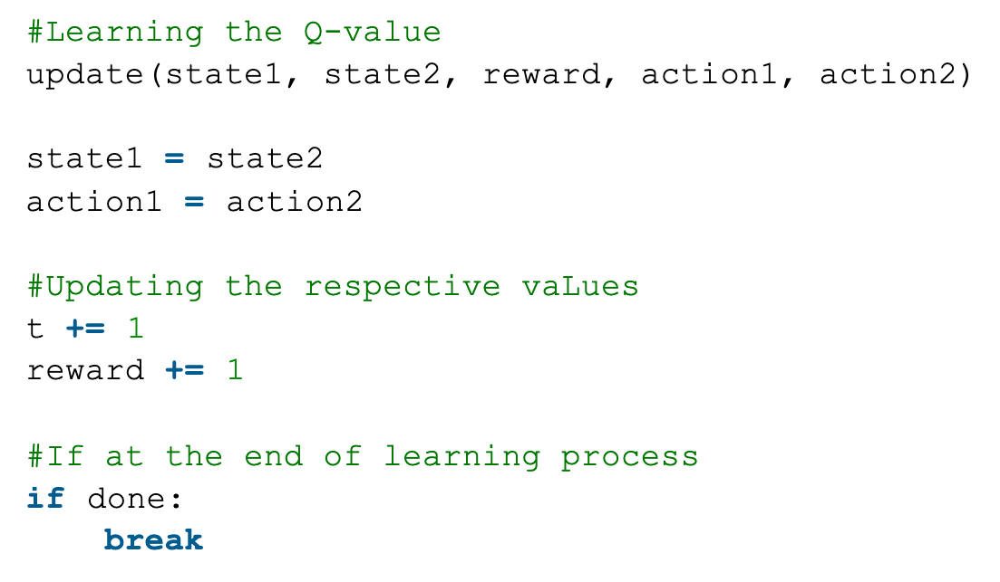 #Learning the Q-value
update(state1, state2, reward, action1, action2)
state1 = state2
action1 = action2
#Updating the respective vaLues
t += 1
reward += 1
#If at the end of learning process
if done:
    break